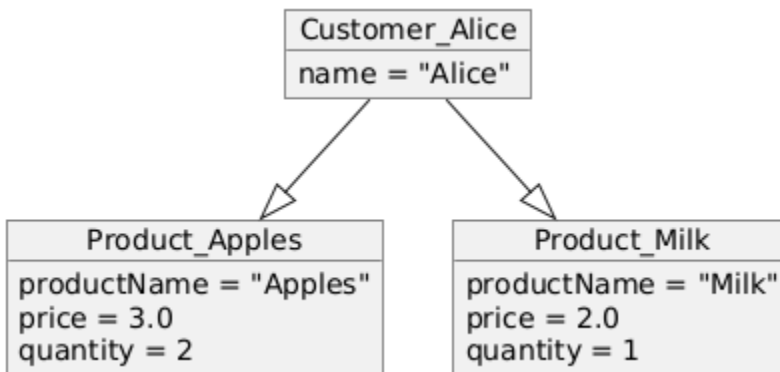 Customer_Alice
name = "Alice"
Product_Apples
productName = "Apples"
price = 3.0
quantity = 2
Product_Milk
productName = "Milk"
price = 2.0
quantity = 1